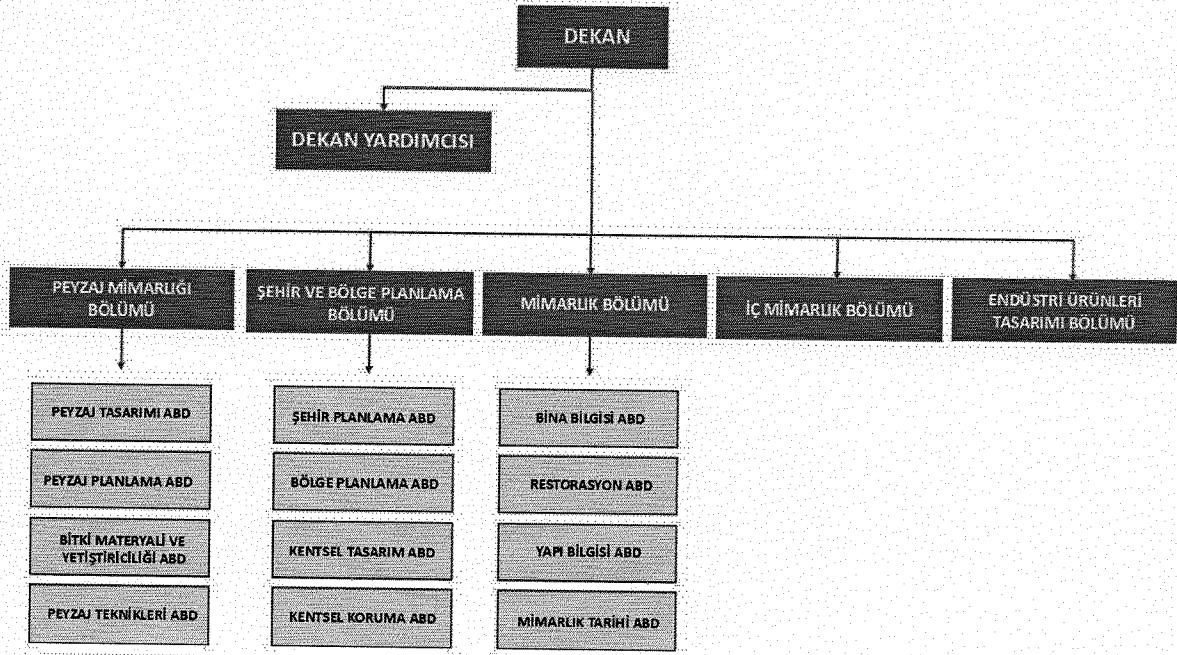 DEKAN
DEKAN YARDIMCISI
PEYZAJ MİMARLIĞI
BÖLÜMÜ
ŞEHİR VE BÖLGE PLANLAMA
BÖLÜMÜ
MİMARLIK BÖLÜMÜ
İÇ MİMARLIK BÖLÜMÜ
ENDÜSTRİ ÜRÜNLERİ
TASARIMI BÖLÜMÜ
PEYZAJ TASARIMI ABD
PEYZAJ PLANLAMA ABD
BİTKİ MATERYALİ VE
YETİŞTİRİCİLİĞİ ABD
PEYZAJ TEKNİKLERİ ABD
ŞEHİR PLANLAMA ABD
BÖLGE PLANLAMA ABD
KENTSEL TASARIM ABD
KENTSEL KORUMA ABD
BİNA BİLGİSİ ABD
RESTORASYON ABD
YAPI BİLGİSİ ABD
MİMARLIK TARİHİ ABD